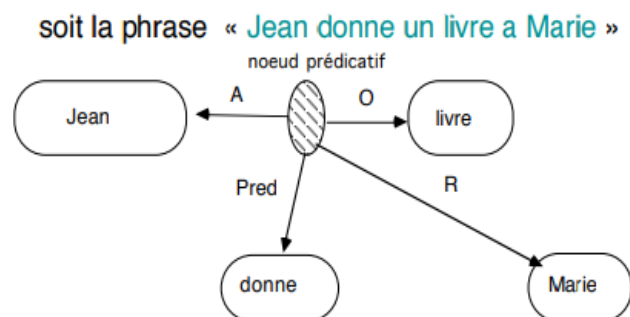 soit la phrase « Jean donne un livre a Marie »
noeud prédicatif
A
O
Jean
livre
Pred
R
donne
Marie